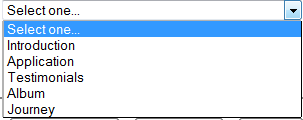 Select one...
Select one...
Introduction
Application
Testimonials
Album
Journey